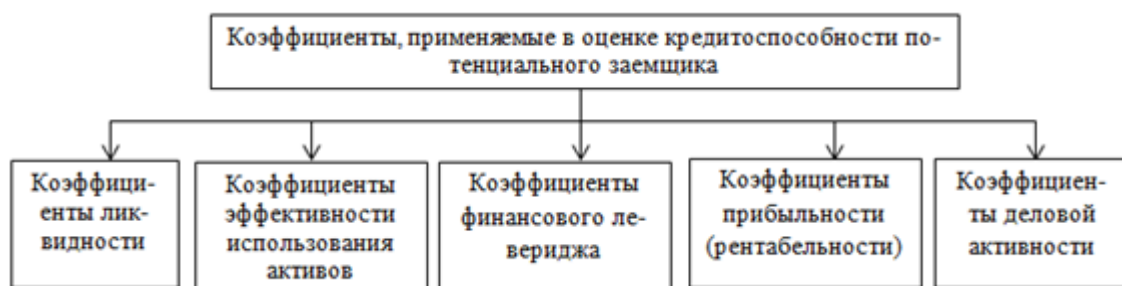 Коэффициенты, применяемые в оценке кредитоспособности по-
тенциального заемщика
Коэффици-
енты лик-
видности
Коэффициенты
эффективности
использования
активов
Коэффициенты
финансового ле-
вериджа
Коэффициенты
прибыльности
(рентабельности)
Коэффициен-
ты деловой
активности